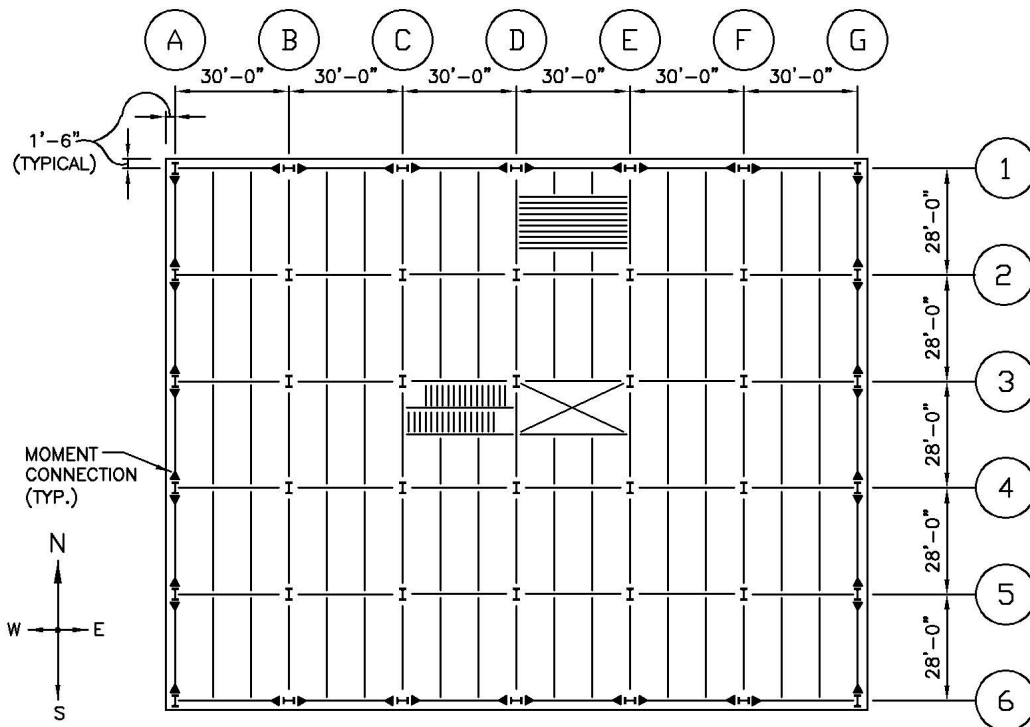 A B C D E F G
30'-0" 30'-0" 30'-0" 30'-0" 30'-0" 30'-0"
1'-6"
(TYPICAL)
1
28'-0"
2
28'-0"
3
28'-0"
MOMENT
CONNECTION
(TYP.)
4
28'-0"
5
28'-0"
6
N
W E
S